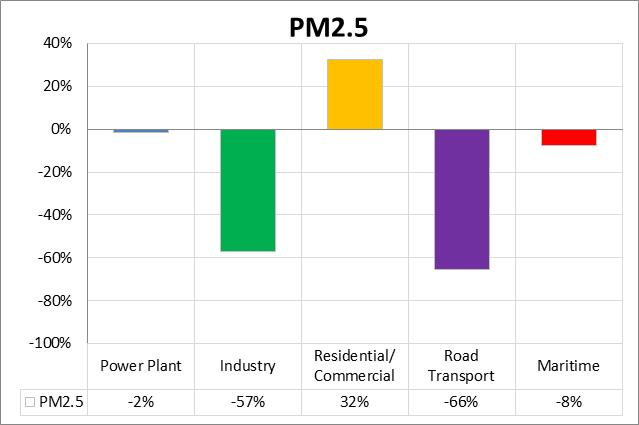 PM2.5
40%
20%
0%
-20%
-40%
-60%
-80%
-100%
Power Plant Industry Residential/ Commercial Road Transport Maritime
PM2.5 -2% -57% 32% -66% -8%